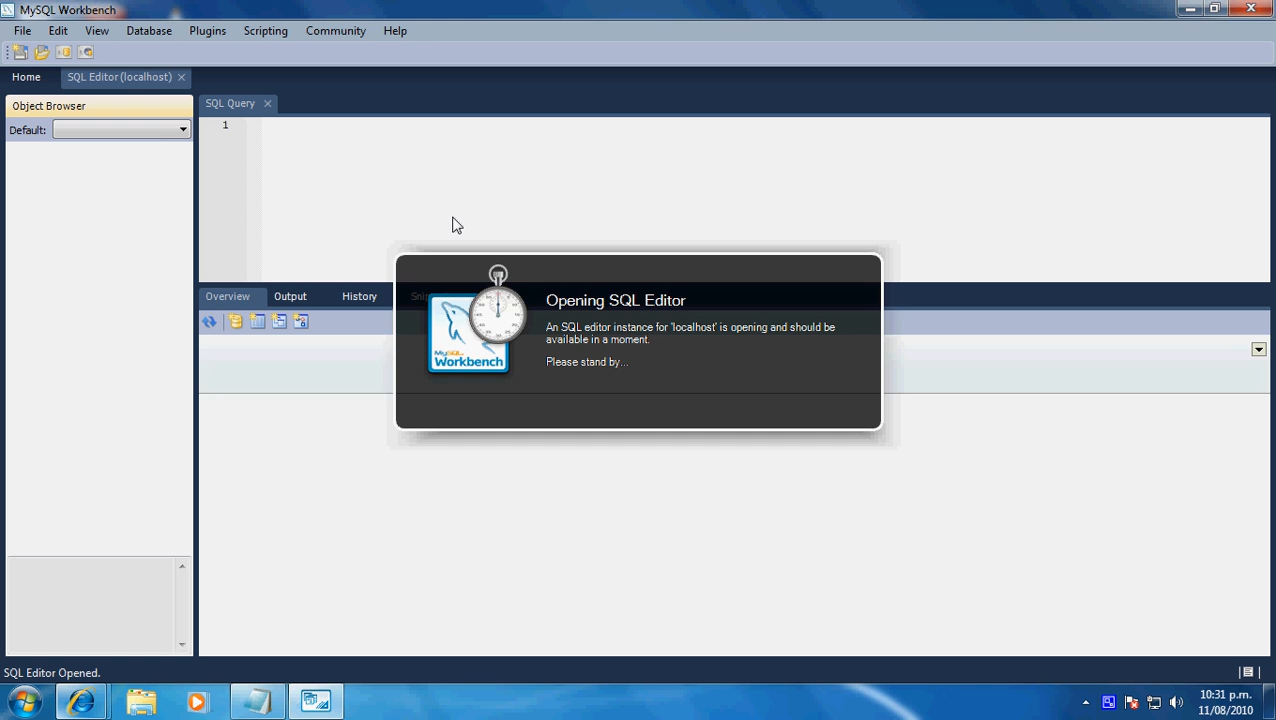 MySQL Workbench
File Edit View Database Plugins Scripting Community Help
Home SQL Editor (localhost)
Object Browser
Default:
SQL Query
1
Overview Output History
Opening SQL Editor
An SQL editor instance for 'localhost' is opening and should be
available in a moment.
Please stand by...
MySQL
Workbench
SQL Editor Opened.
10:31 p.m.
11/08/2010